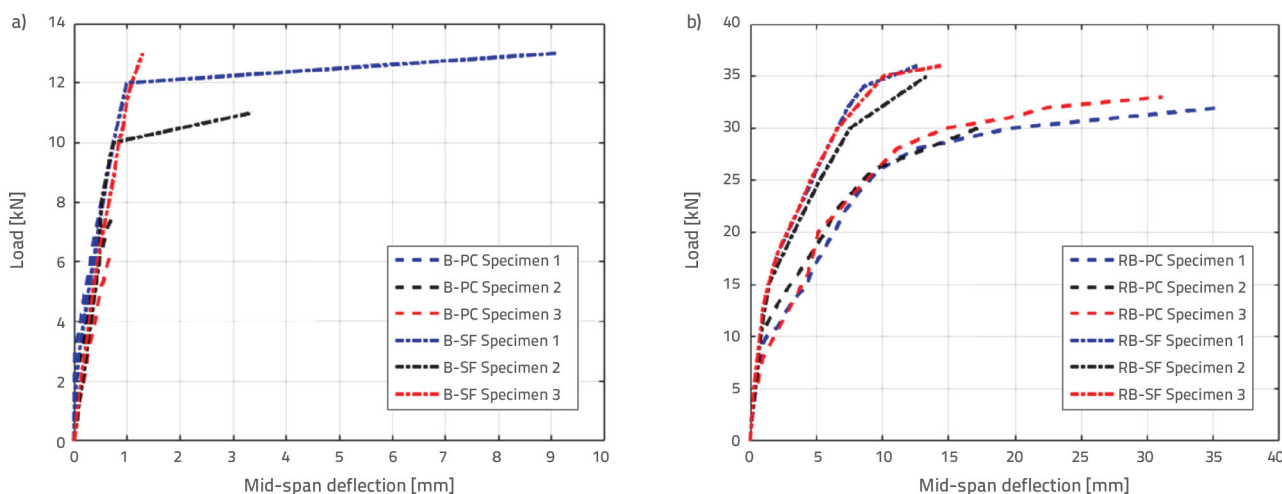 a)
14
12
10
8
6
4
2
0
Load [kN]
B-PC Specimen 1
B-PC Specimen 2
B-PC Specimen 3
B-SF Specimen 1
B-SF Specimen 2
B-SF Specimen 3
0 1 2 3 4 5 6 7 8 9 10
Mid-span deflection [mm]
b)
40
35
30
25
20
15
10
5
0
Load [kN]
RB-PC Specimen 1
RB-PC Specimen 2
RB-PC Specimen 3
RB-SF Specimen 1
RB-SF Specimen 2
RB-SF Specimen 3
0 5 10 15 20 25 30 35 40
Mid-span deflection [mm]